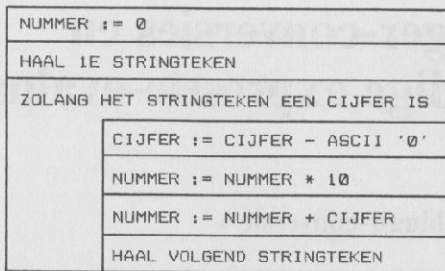 NUMMER := 0
HAAL 1E STRINGTEKEN
ZOLANG HET STRINGTEKEN EEN CIJFER IS
CIJFER := CIJFER - ASCII '0'
NUMMER := NUMMER * 10
NUMMER := NUMMER + CIJFER
HAAL VOLGEND STRINGTEKEN